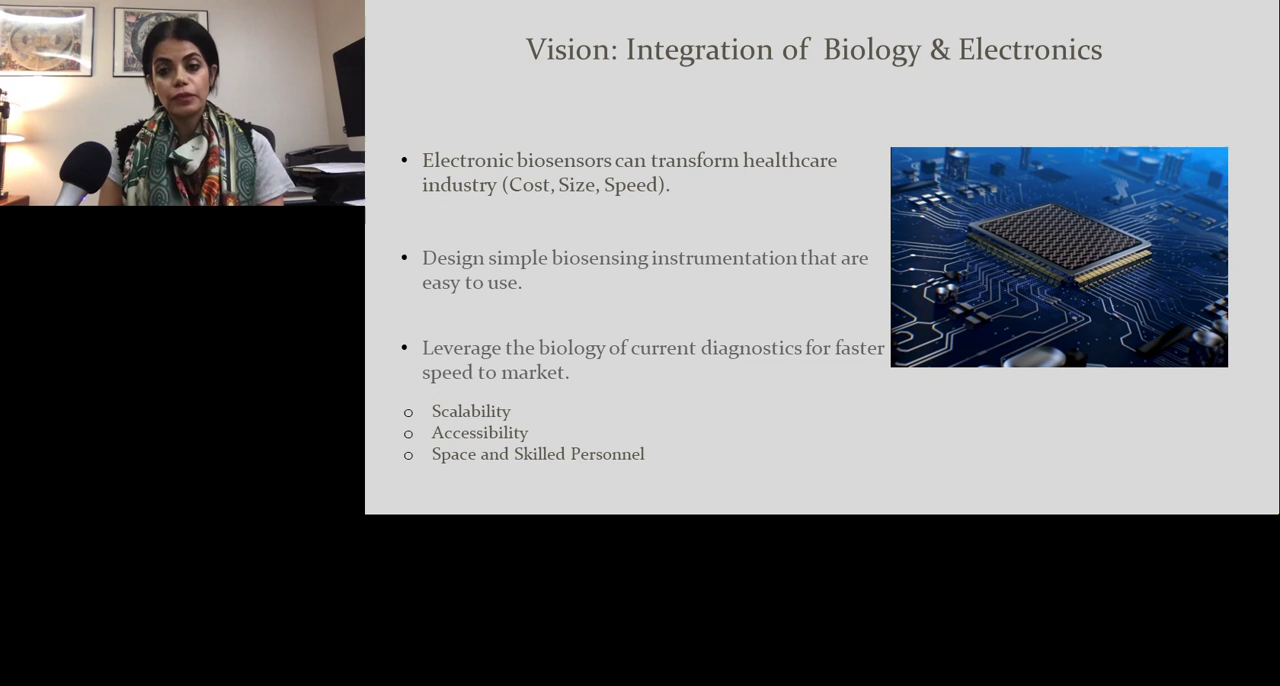 Vision: Integration of Biology & Electronics
• Electronic biosensors can transform healthcare
industry (Cost, Size, Speed).
• Design simple biosensing instrumentation that are
easy to use.
• Leverage the biology of current diagnostics for faster
speed to market.
o Scalability
o Accessibility
o Space and Skilled Personnel